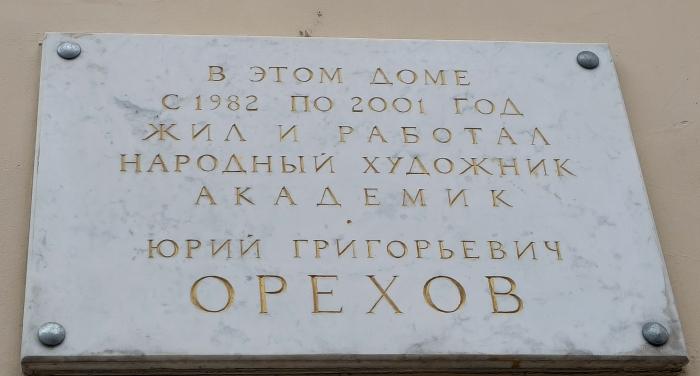 В ЭТОМ ДОМЕ
С 1982 ПО 2001 ГОД
ЖИЛ И РАБОТАЛ
НАРОДНЫЙ ХУДОЖНИК
АКАДЕМИК
ЮРИЙ ГРИГОРЬЕВИЧ
ОРЕХОВ